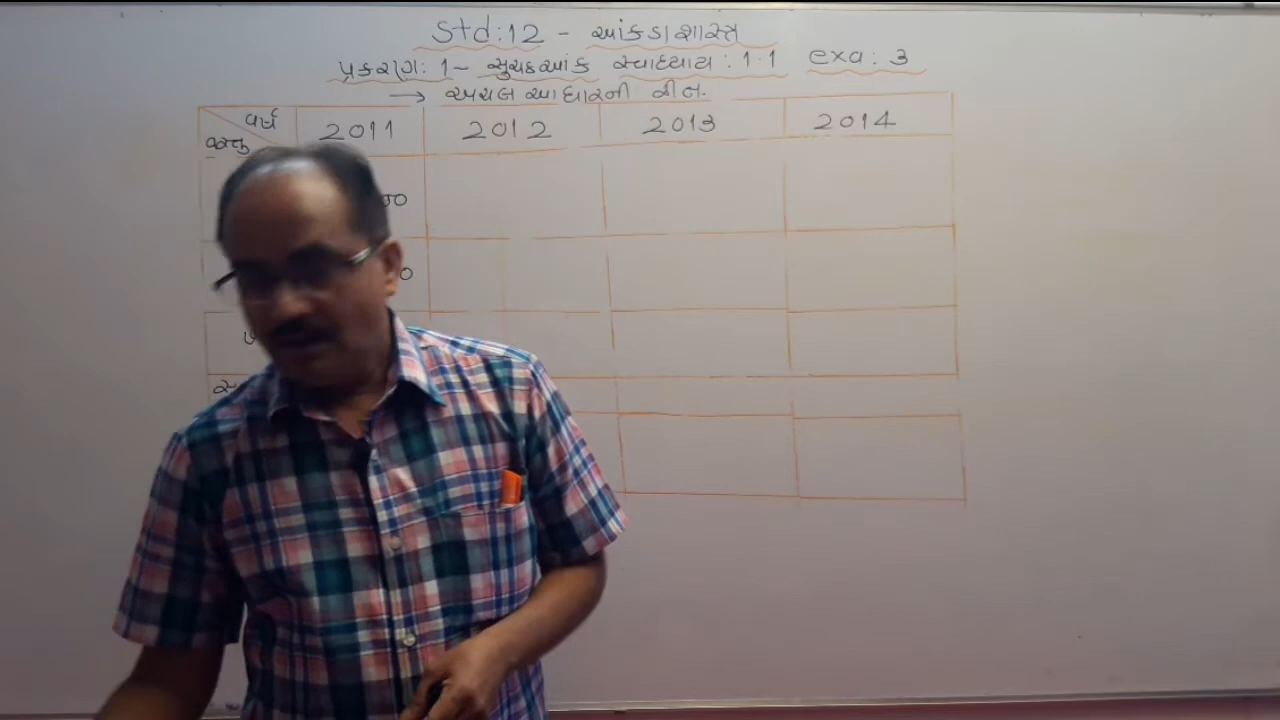 Std:12 - આંકડાશાસ્ત્ર
પ્રકરણ: 1 - સુચકઆંક સ્વાધ્યાય : 1.1 exa: 3
→ અચલ આધારની રીત.
વર્ષ 2011 2012 2013 2014
વસ્તુ